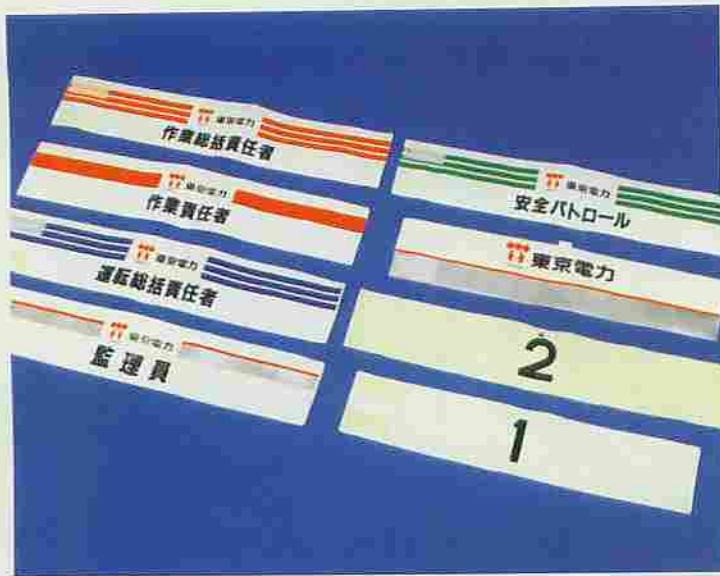 東京電力
作業総括責任者
東京電力
作業責任者
東京電力
運転総括責任者
東京電力
監理員
東京電力
安全パトロール
東京電力
2
1